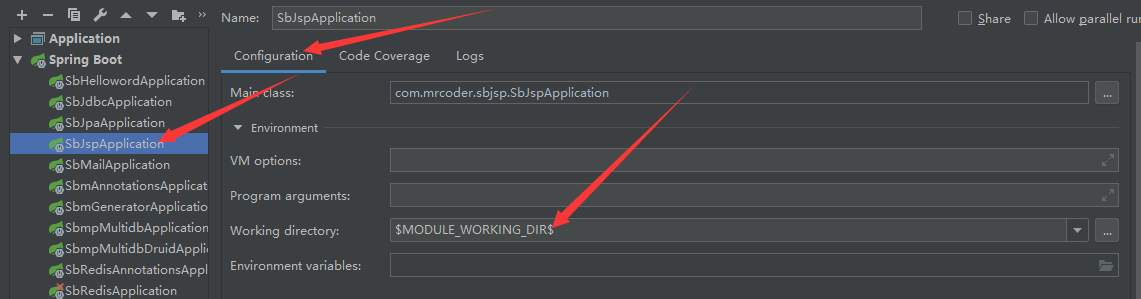 Name: SbJspApplication
Share
Allow parallel run
Application
Spring Boot
SbHellowordApplication
SbJdbcApplication
SbJpaApplication
SbJspApplication
SbMailApplication
SbmAnnotationsApplicat
SbmGeneratorApplicatio
SbmpMultidbApplication
SbmpMultidbDruidApplic
SbRedisAnnotationsAppl
SbRedisApplication
Configuration
Code Coverage
Logs
Main class: com.mrcoder.sbjsp.SbJspApplication ...
Environment
VM options:
Program arguments:
Working directory: $MODULE_WORKING_DIR$ ...
Environment variables: